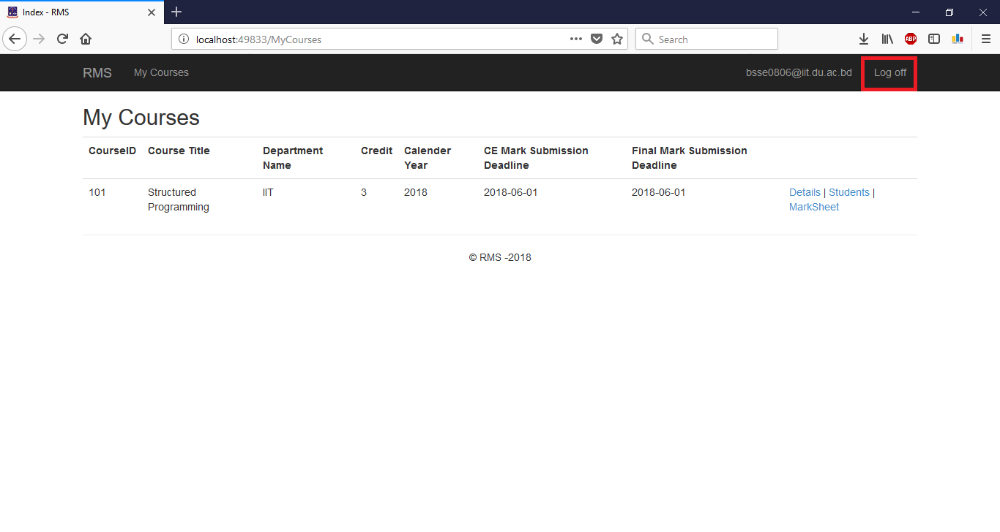 Index - RMS
localhost:49833/MyCourses
Search
ABP
RMS My Courses bsse0806@iit.du.ac.bd Log off
My Courses
CourseID Course Title Department Name Credit Calender Year CE Mark Submission Deadline Final Mark Submission Deadline
101 Structured Programming IIT 3 2018 2018-06-01 2018-06-01 Details | Students | MarkSheet
© RMS -2018